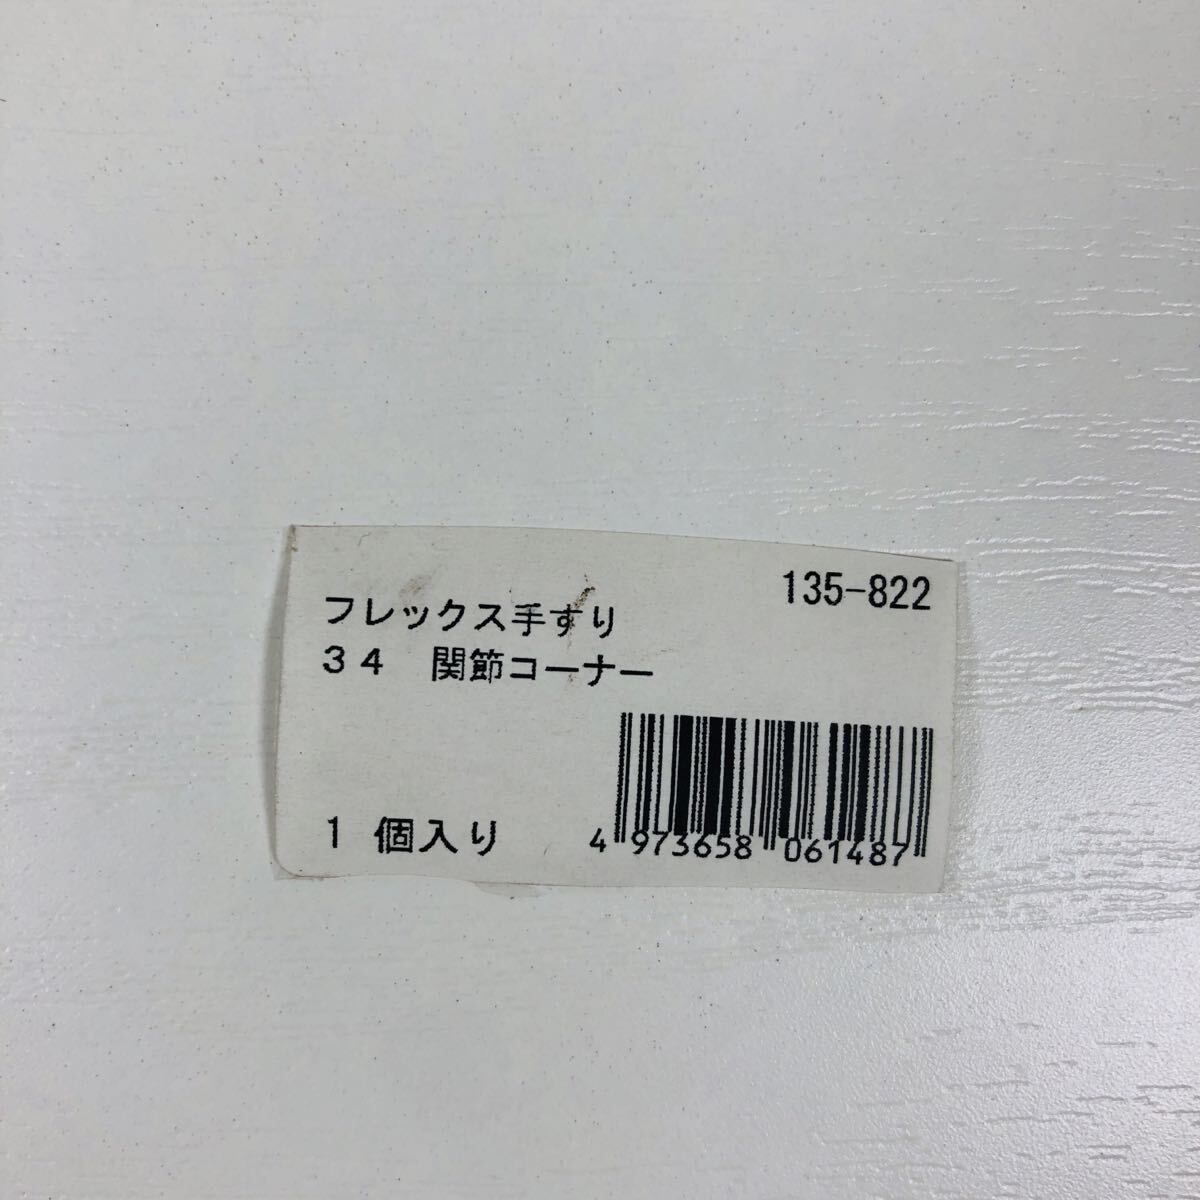 135-822
フレックス手すり
３４　関節コーナー
１個入り
4 973658 061487